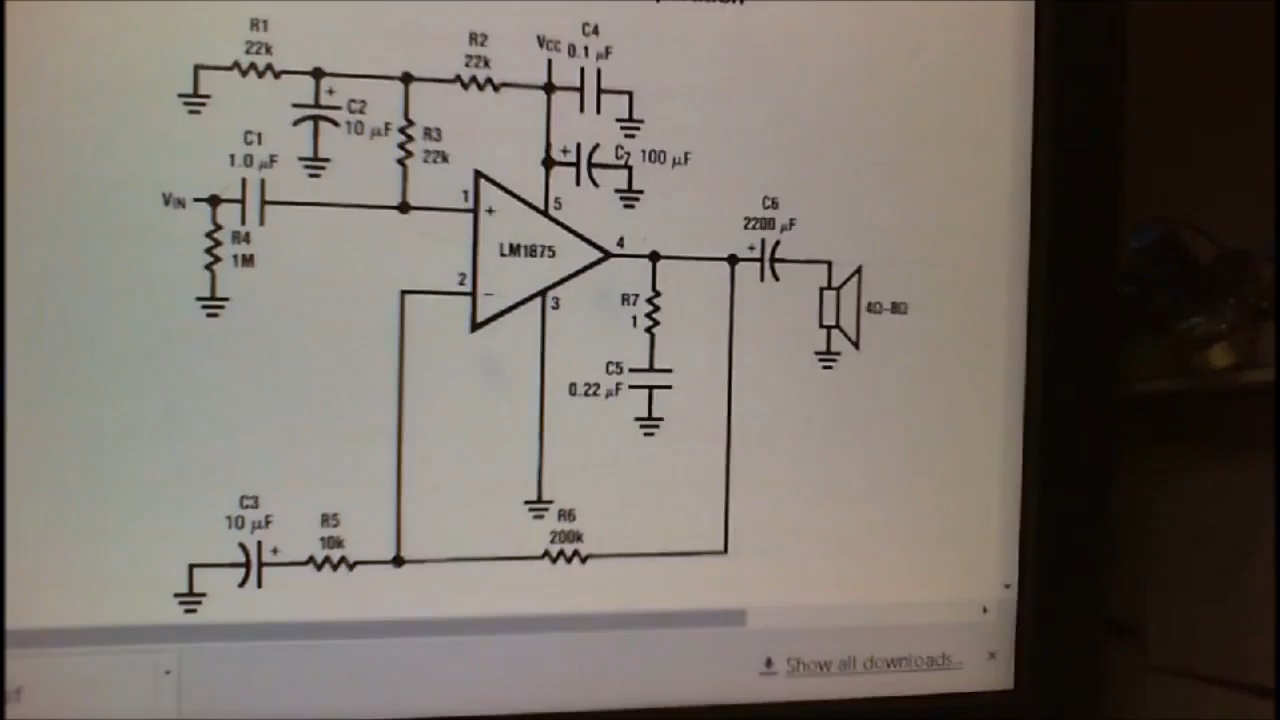 R1
22k
R2
22k
VCC
C4
0.1 µF
C2
10 µF
R3
22k
C7 100 µF
C1
1.0 µF
VIN
R4
1M
1
+
5
LM1875
4
2
−
3
C6
2200 µF
+
+
+
4Ω-8Ω
R7
1
C5
0.22 µF
C3
10 µF
+
R5
10k
R6
200k
Show all downloads...